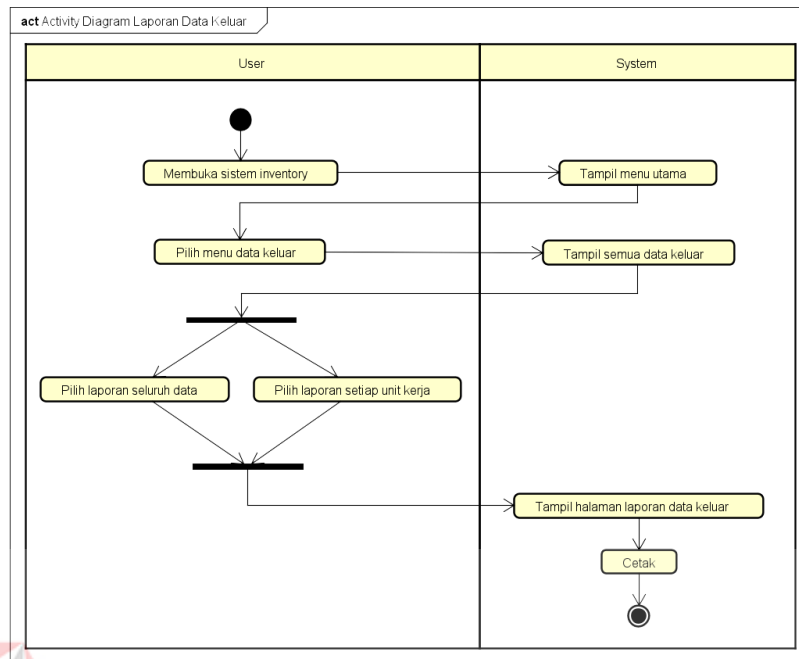 act Activity Diagram Laporan Data Keluar
User
System
Membuka sistem inventory
Tampil menu utama
Pilih menu data keluar
Tampil semua data keluar
Pilih laporan seluruh data
Pilih laporan setiap unit kerja
Tampil halaman laporan data keluar
Cetak